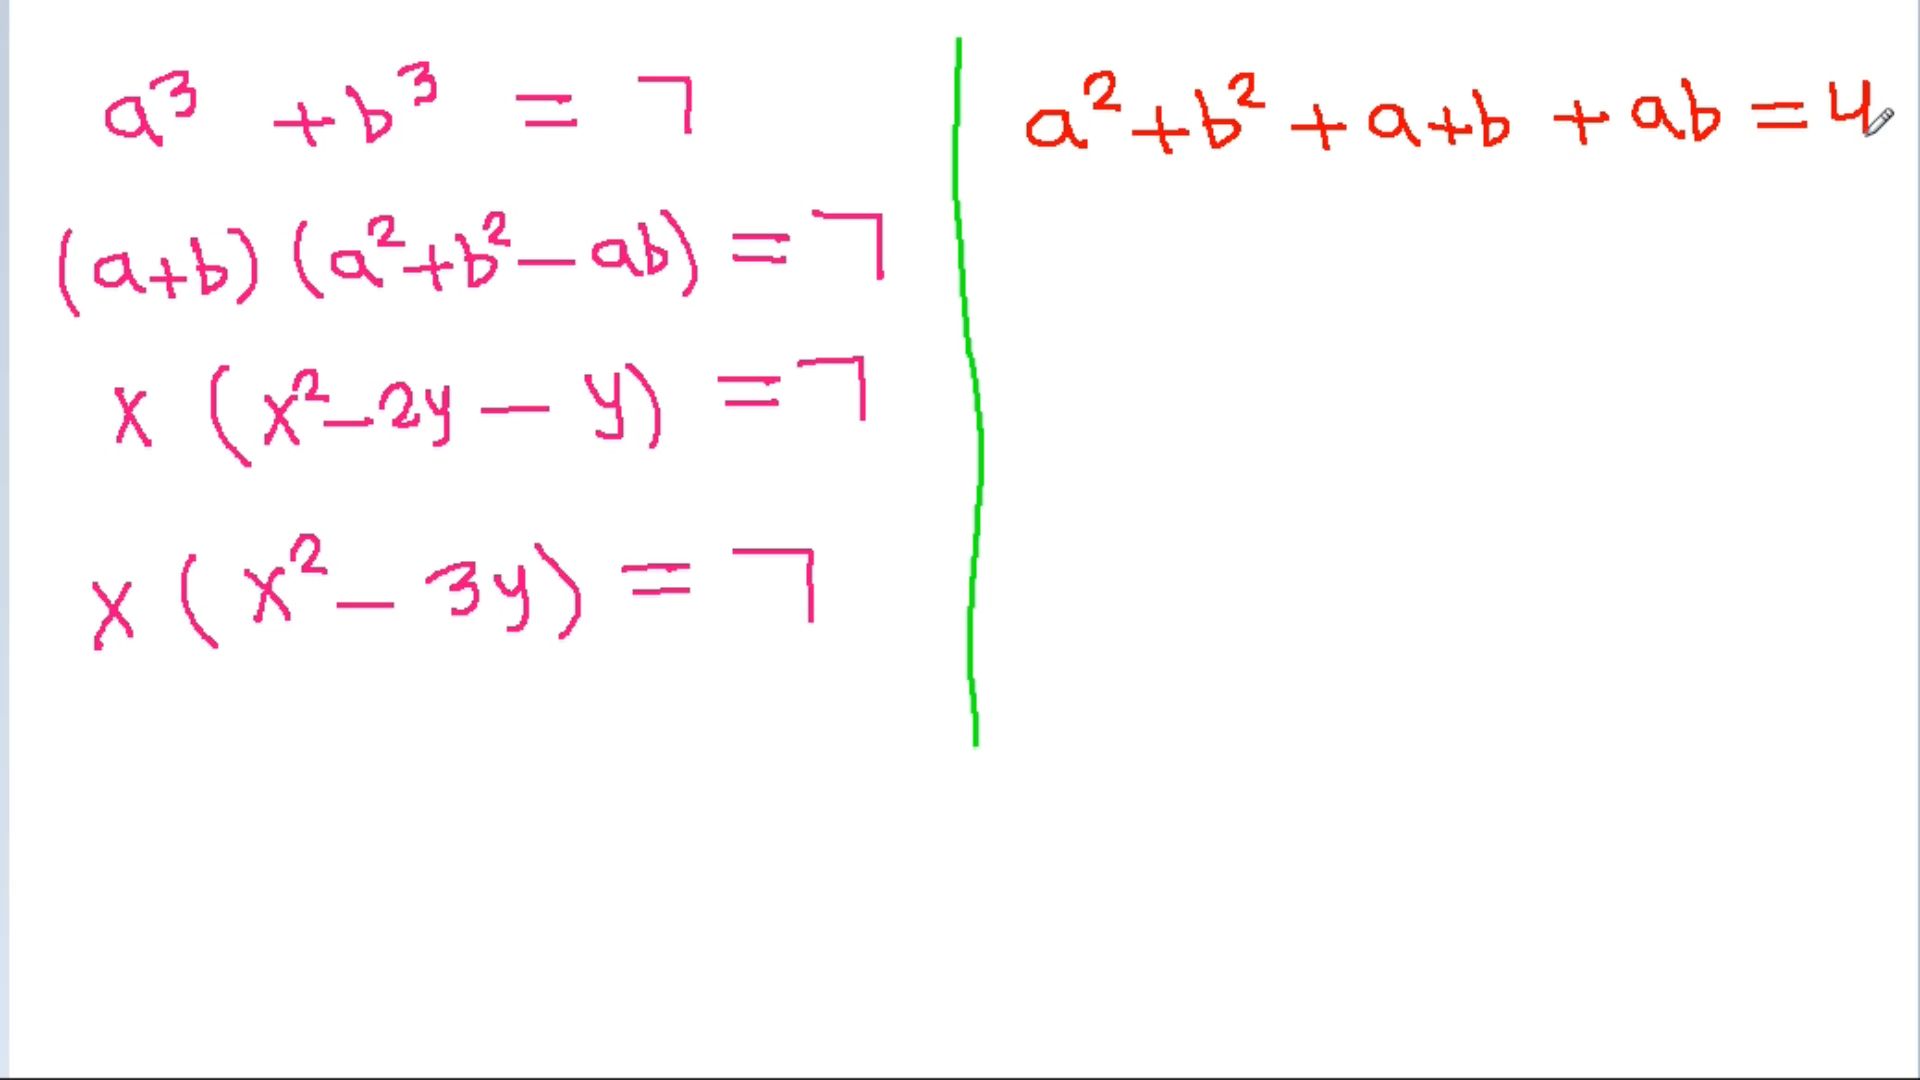 a³ + b³ = 7
(a+b) (a²+b²-ab) = 7
x (x²-2y - y) = 7
x (x² - 3y) = 7
a² + b² + a+b + ab = 4